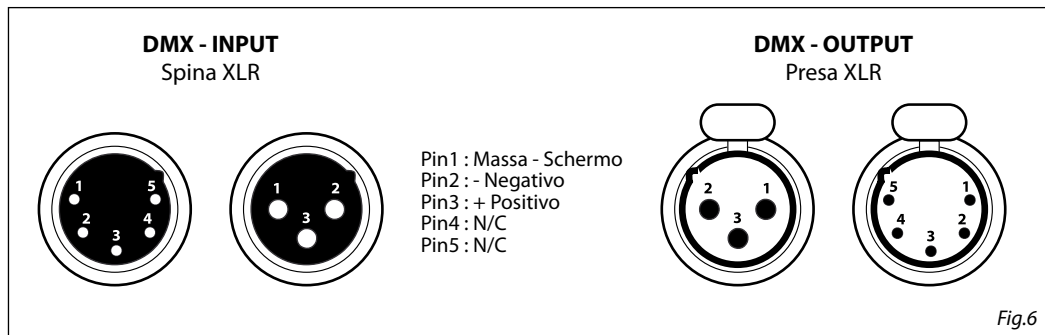 DMX - INPUT
Spina XLR
DMX - OUTPUT
Presa XLR
1
5
2
4
3
1
2
3
Pin1 : Massa - Schermo
Pin2 : - Negativo
Pin3 : + Positivo
Pin4 : N/C
Pin5 : N/C
2
1
3
5
1
4
2
3
Fig.6